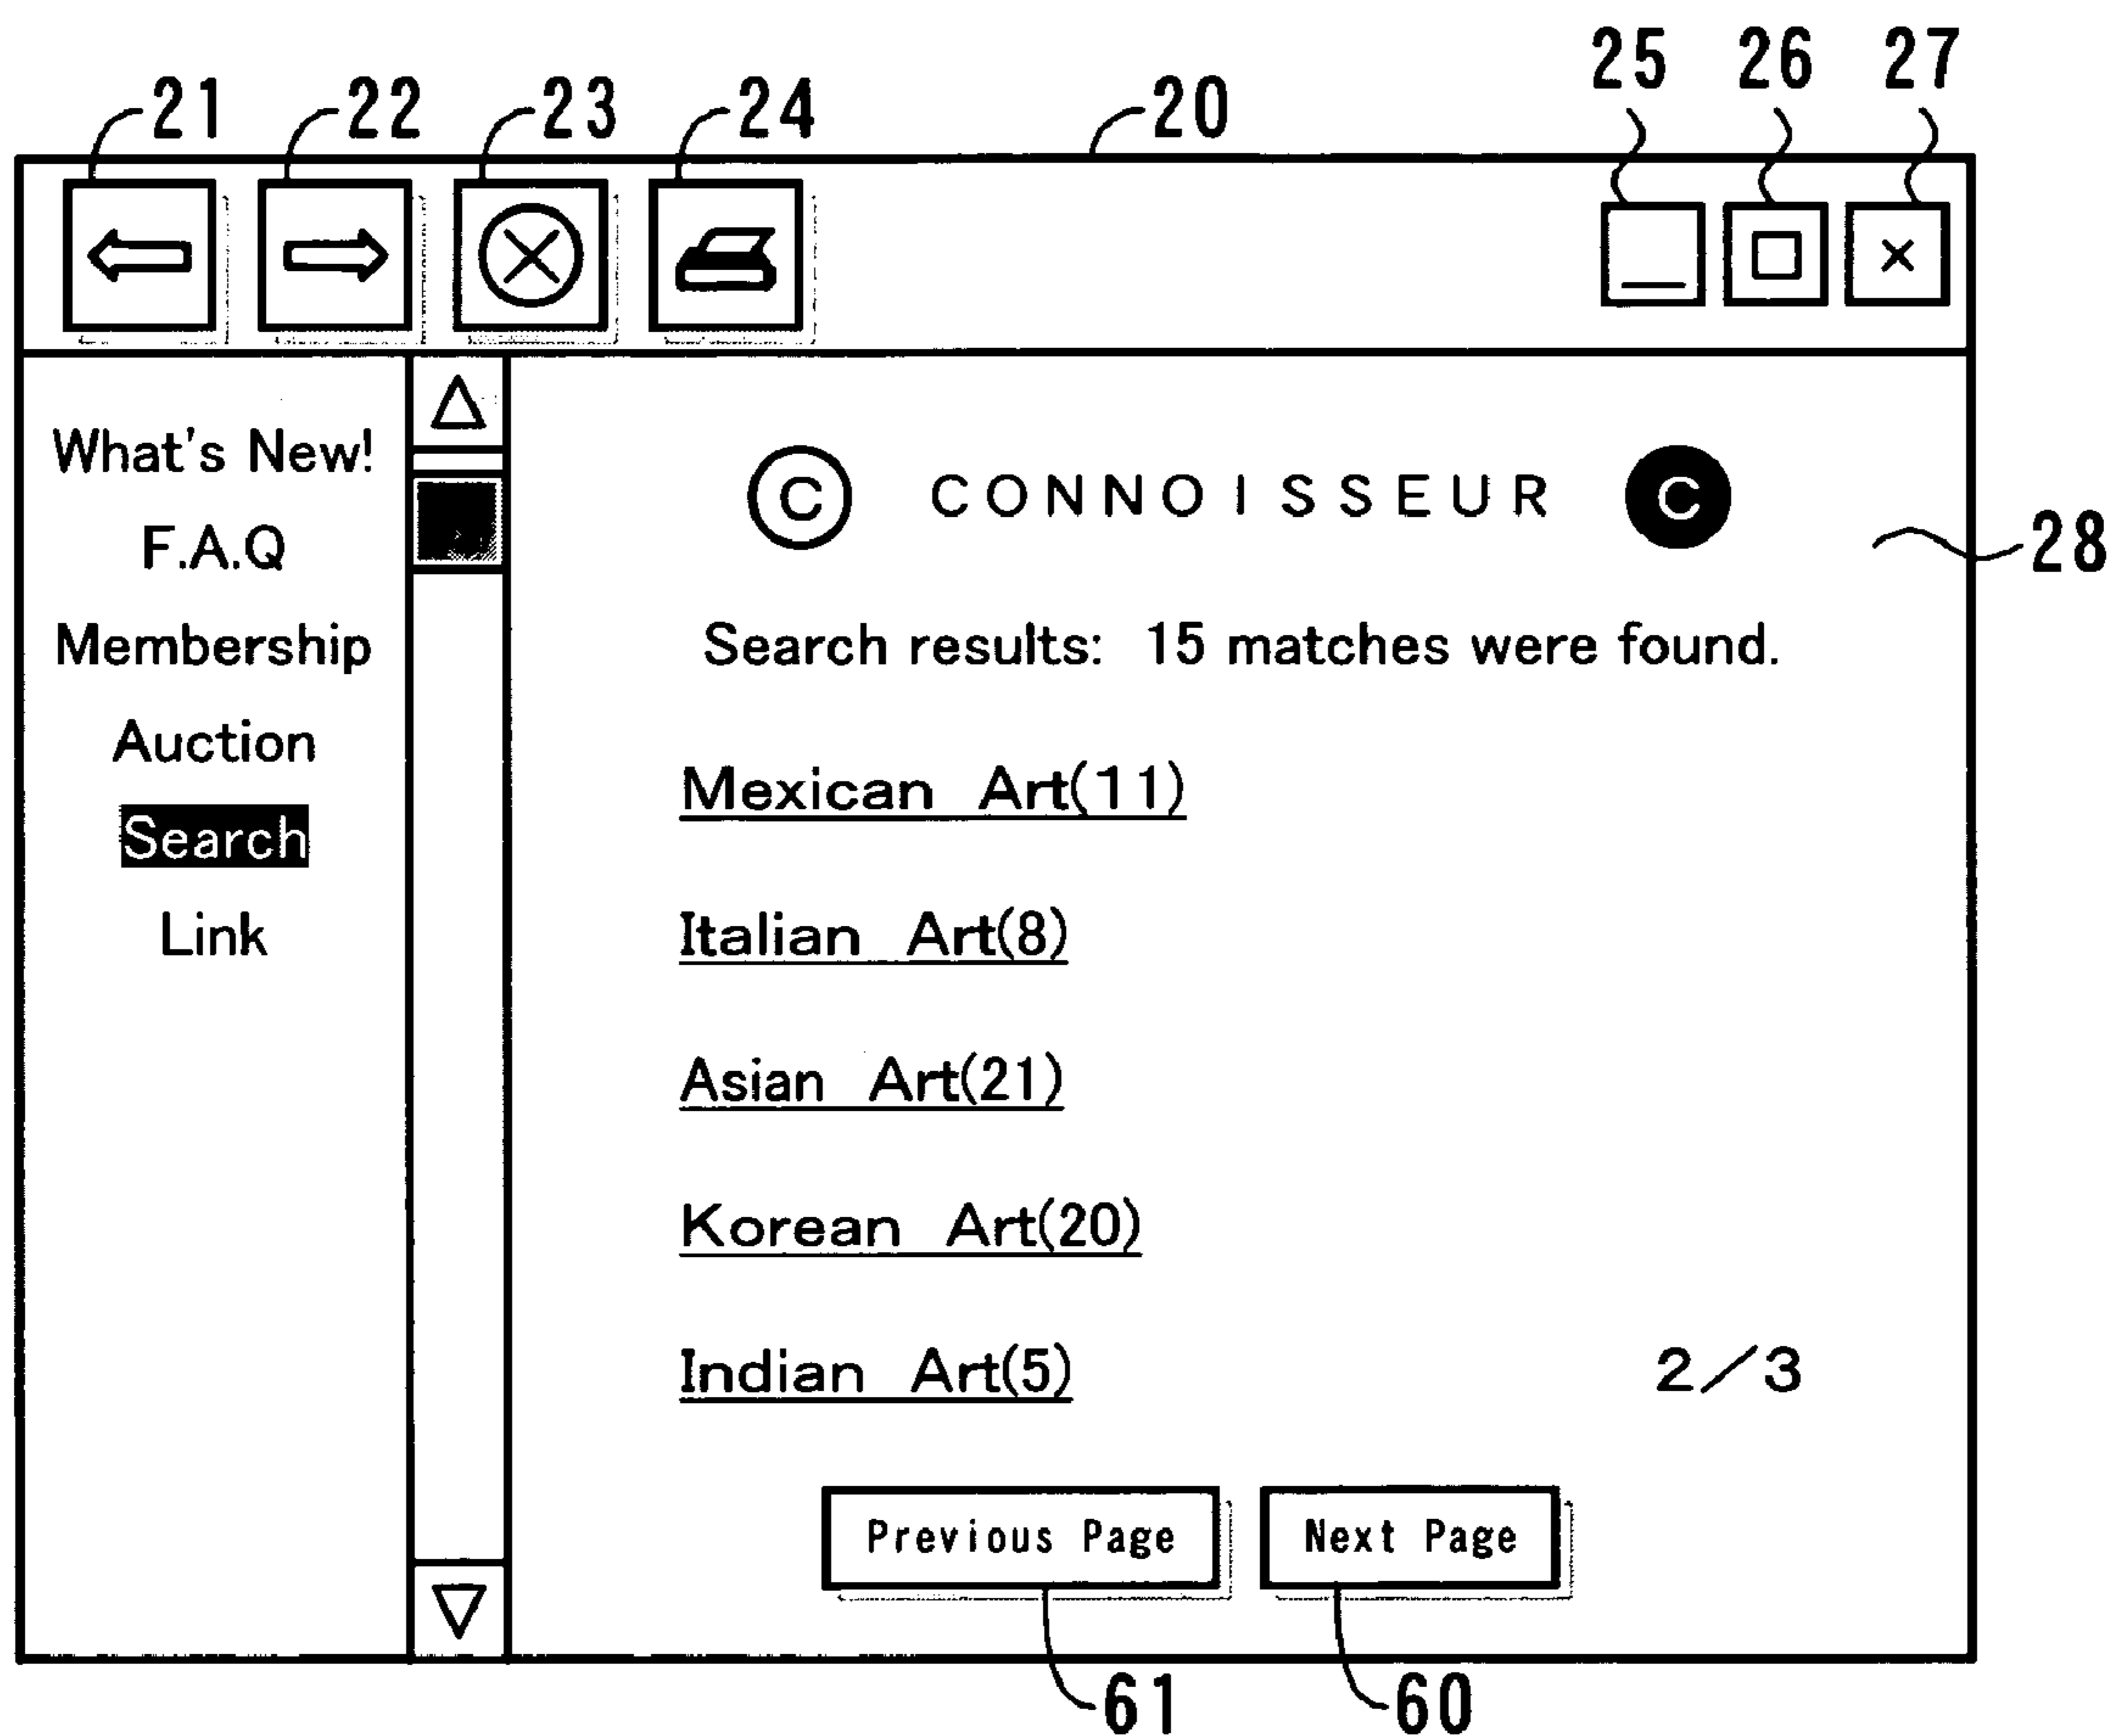 25 26 27
21 22 23 24 20
What's New!
F.A.Q
Membership
Auction
Search
Link
C CONNOISSEUR C
28
Search results: 15 matches were found.
Mexican Art(11)
Italian Art(8)
Asian Art(21)
Korean Art(20)
Indian Art(5)
2/3
Previous Page Next Page
61 60